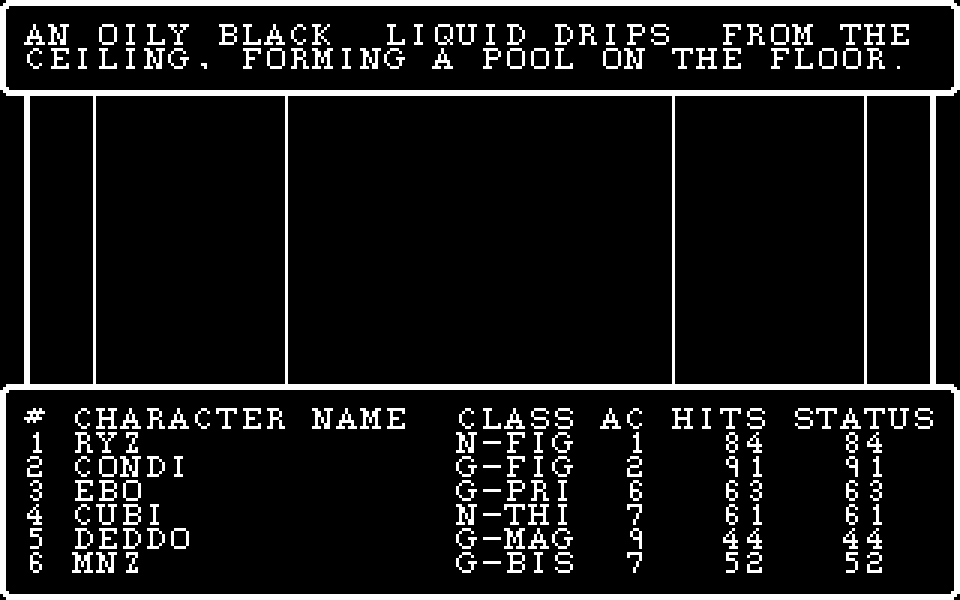 AN OILY BLACK  LIQUID DRIPS  FROM THE
CEILING, FORMING A POOL ON THE FLOOR.
# CHARACTER NAME  CLASS AC HITS STATUS
1 RYZ N-FIG 1 84 84
2 CONDI G-FIG 2 91 91
3 EBO G-PRI 6 63 63
4 CUBI N-THI 7 61 61
5 DEDDO G-MAG 9 44 44
6 MNZ G-BIS 7 52 52